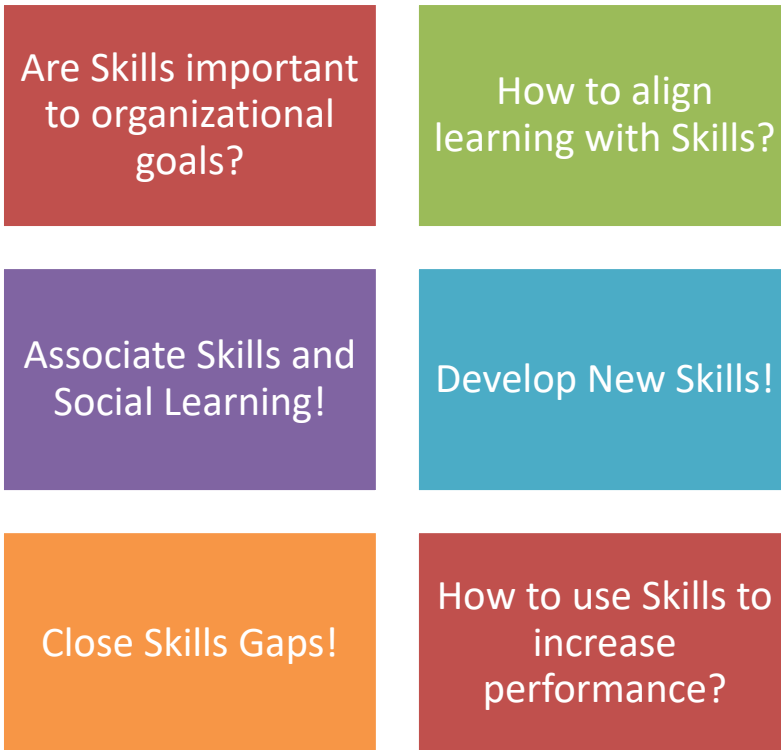 Are Skills important
to organizational
goals?
How to align
learning with Skills?
Associate Skills and
Social Learning!
Develop New Skills!
Close Skills Gaps!
How to use Skills to
increase
performance?